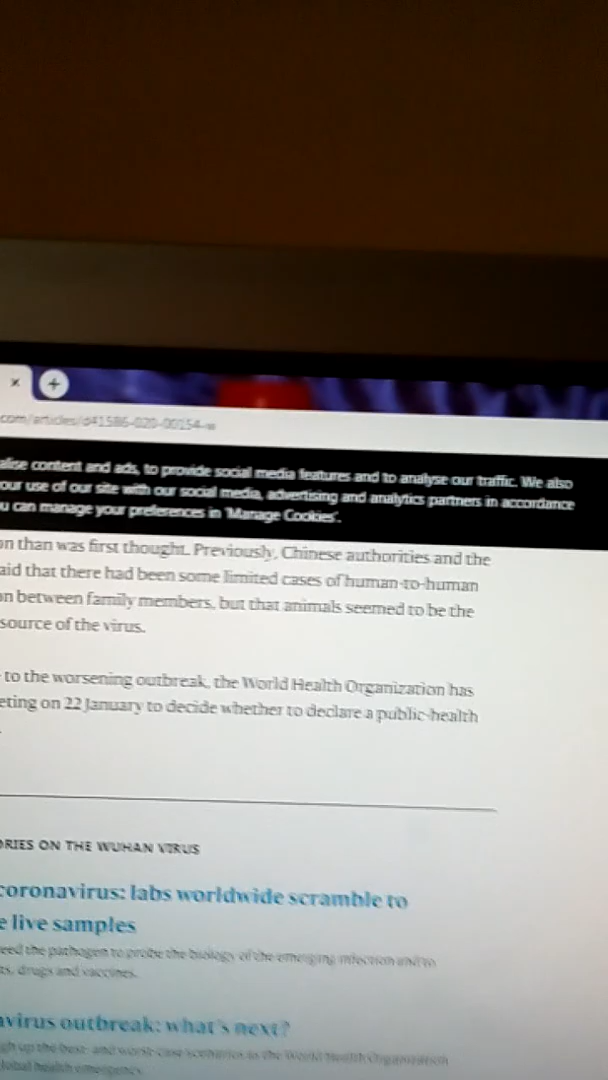 com/articles/d41586-020-00154-w
alise content and ads, to provide social media features and to analyse our traffic. We also
our use of our site with our social media, advertising and analytics partners in accordance
u can manage your preferences in 'Manage Cookies'.
on than was first thought. Previously, Chinese authorities and the
aid that there had been some limited cases of human-to-human
on between family members, but that animals seemed to be the
source of the virus.
to the worsening outbreak, the World Health Organization has
eting on 22 January to decide whether to declare a public-health
ORIES ON THE WUHAN VIRUS
coronavirus: labs worldwide scramble to
e live samples
eed the pathogen to probe the biology of the emerging infection and to
ts, drugs and vaccines.
avirus outbreak: what's next?
gh up the best- and worst-case scenarios as the World Health Organization
lobal health emergency.